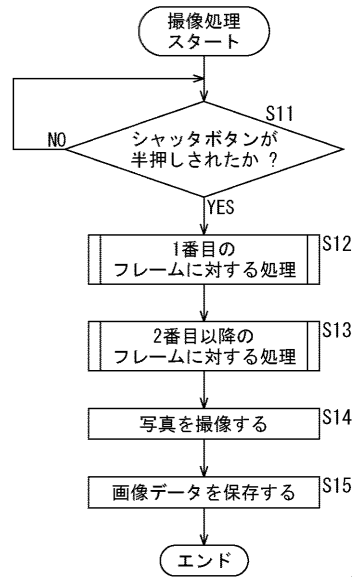 撮像処理
スタート
S11
シャッタボタンが
半押しされたか ?
NO
YES
S12
1番目の
フレームに対する処理
S13
2番目以降の
フレームに対する処理
S14
写真を撮像する
S15
画像データを保存する
エンド